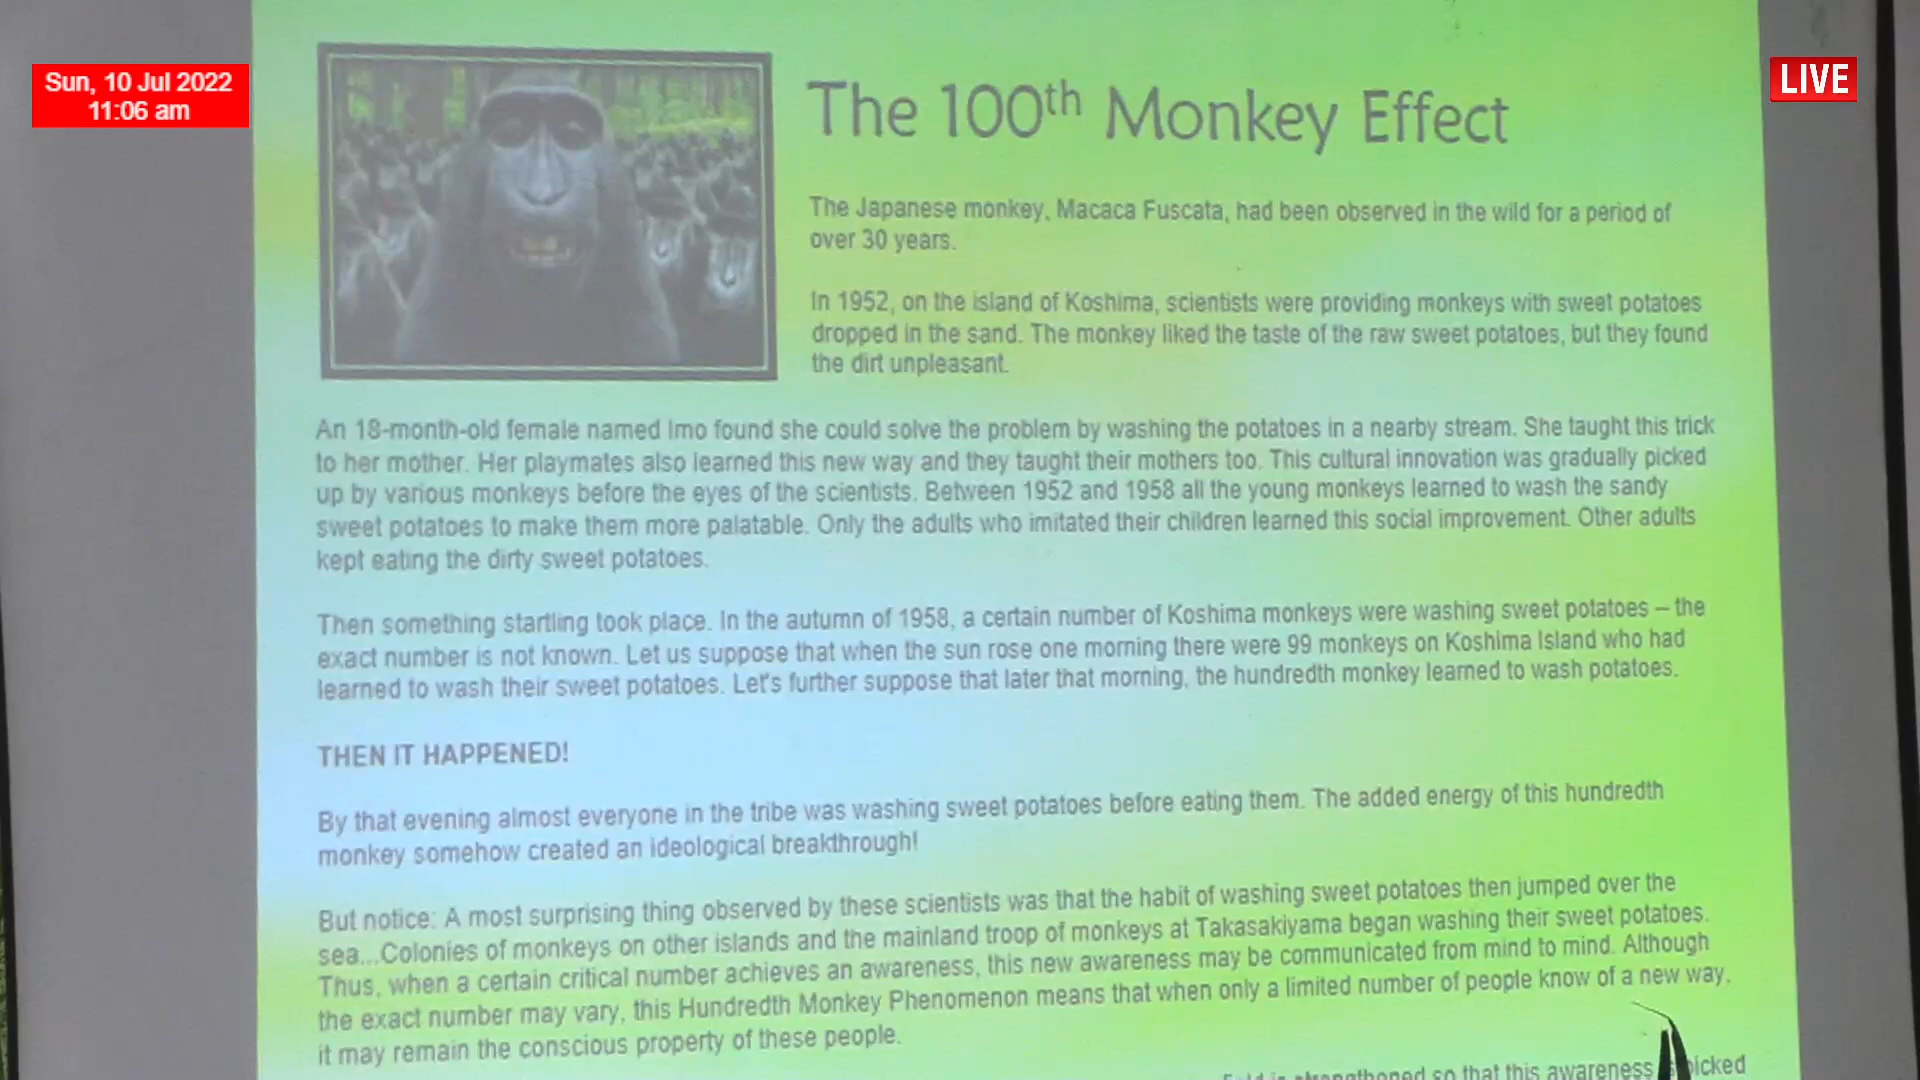 Sun, 10 Jul 2022
11:06 am
LIVE
The 100th Monkey Effect
The Japanese monkey, Macaca Fuscata, had been observed in the wild for a period of
over 30 years.
In 1952, on the island of Koshima, scientists were providing monkeys with sweet potatoes
dropped in the sand. The monkey liked the taste of the raw sweet potatoes, but they found
the dirt unpleasant.
An 18-month-old female named Imo found she could solve the problem by washing the potatoes in a nearby stream. She taught this trick
to her mother. Her playmates also learned this new way and they taught their mothers too. This cultural innovation was gradually picked
up by various monkeys before the eyes of the scientists. Between 1952 and 1958 all the young monkeys learned to wash the sandy
sweet potatoes to make them more palatable. Only the adults who imitated their children learned this social improvement. Other adults
kept eating the dirty sweet potatoes.
Then something startling took place. In the autumn of 1958, a certain number of Koshima monkeys were washing sweet potatoes – the
exact number is not known. Let us suppose that when the sun rose one morning there were 99 monkeys on Koshima Island who had
learned to wash their sweet potatoes. Let's further suppose that later that morning, the hundredth monkey learned to wash potatoes.
THEN IT HAPPENED!
By that evening almost everyone in the tribe was washing sweet potatoes before eating them. The added energy of this hundredth
monkey somehow created an ideological breakthrough!
But notice: A most surprising thing observed by these scientists was that the habit of washing sweet potatoes then jumped over the
sea...Colonies of monkeys on other islands and the mainland troop of monkeys at Takasakiyama began washing their sweet potatoes.
Thus, when a certain critical number achieves an awareness, this new awareness may be communicated from mind to mind. Although
the exact number may vary, this Hundredth Monkey Phenomenon means that when only a limited number of people know of a new way,
it may remain the conscious property of these people.
strengthened so that this awareness picked